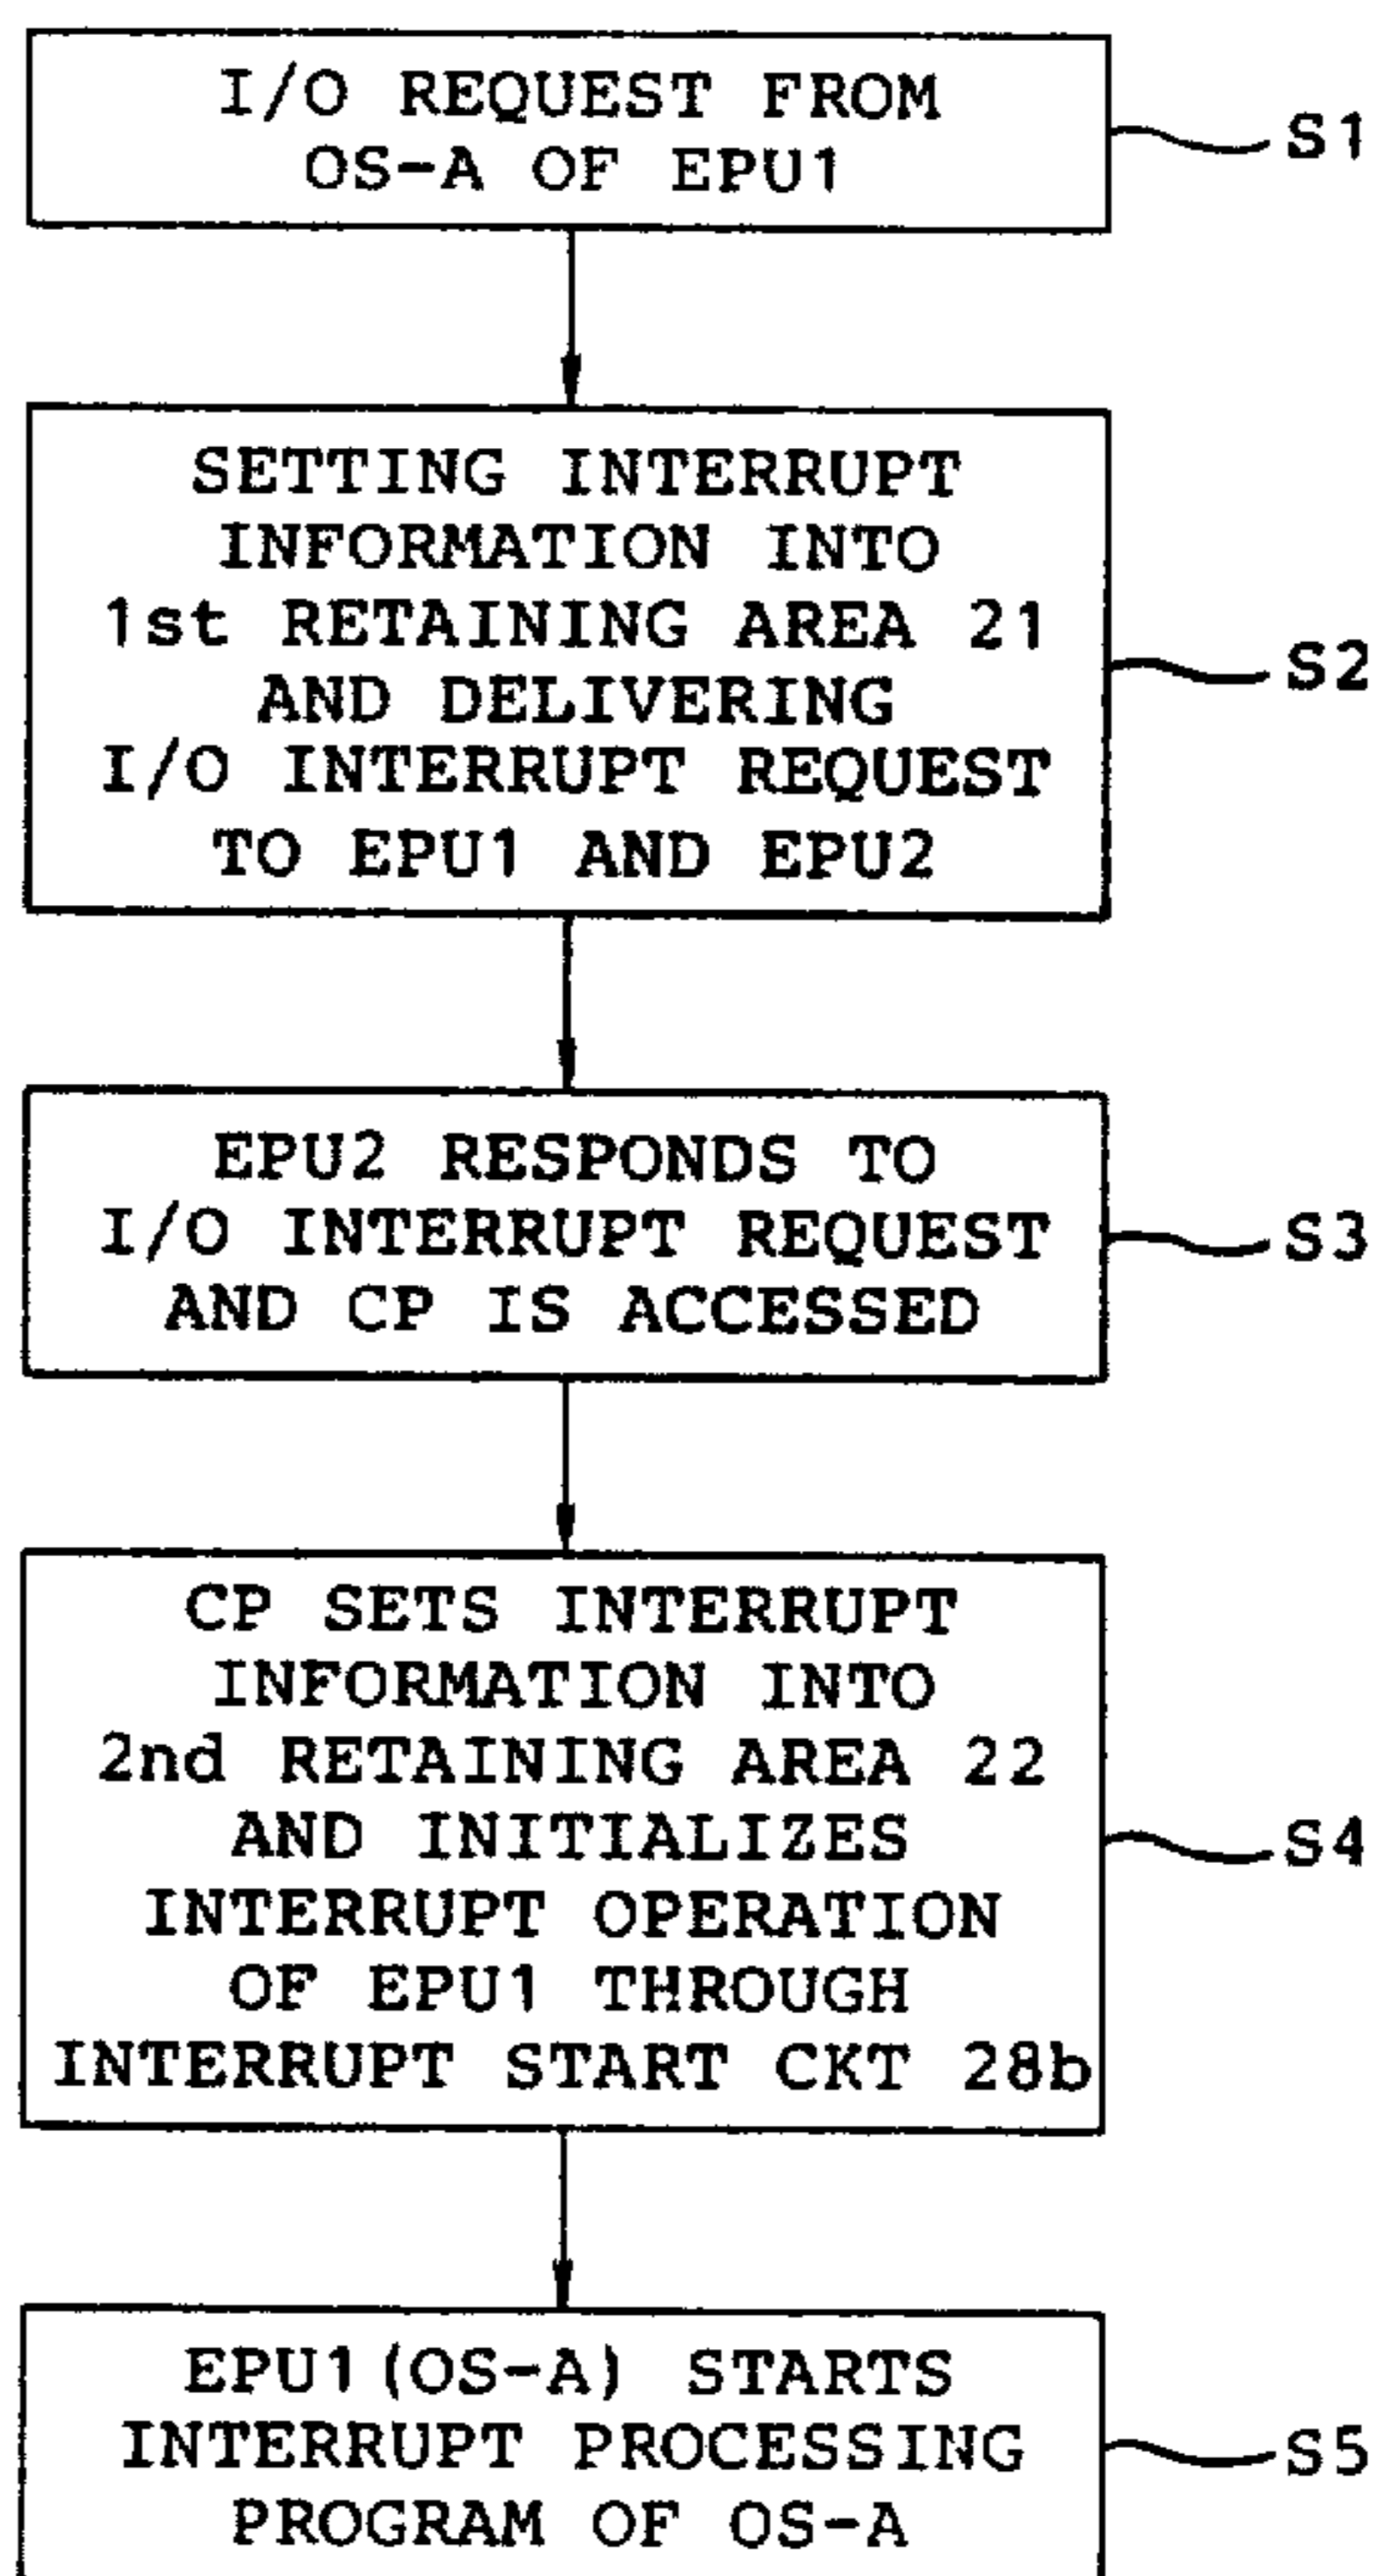 I/O REQUEST FROM
OS-A OF EPU1
S1
SETTING INTERRUPT
INFORMATION INTO
1st RETAINING AREA 21
AND DELIVERING
I/O INTERRUPT REQUEST
TO EPU1 AND EPU2
S2
EPU2 RESPONDS TO
I/O INTERRUPT REQUEST
AND CP IS ACCESSED
S3
CP SETS INTERRUPT
INFORMATION INTO
2nd RETAINING AREA 22
AND INITIALIZES
INTERRUPT OPERATION
OF EPU1 THROUGH
INTERRUPT START CKT 28b
S4
EPU1(OS-A) STARTS
INTERRUPT PROCESSING
PROGRAM OF OS-A
S5